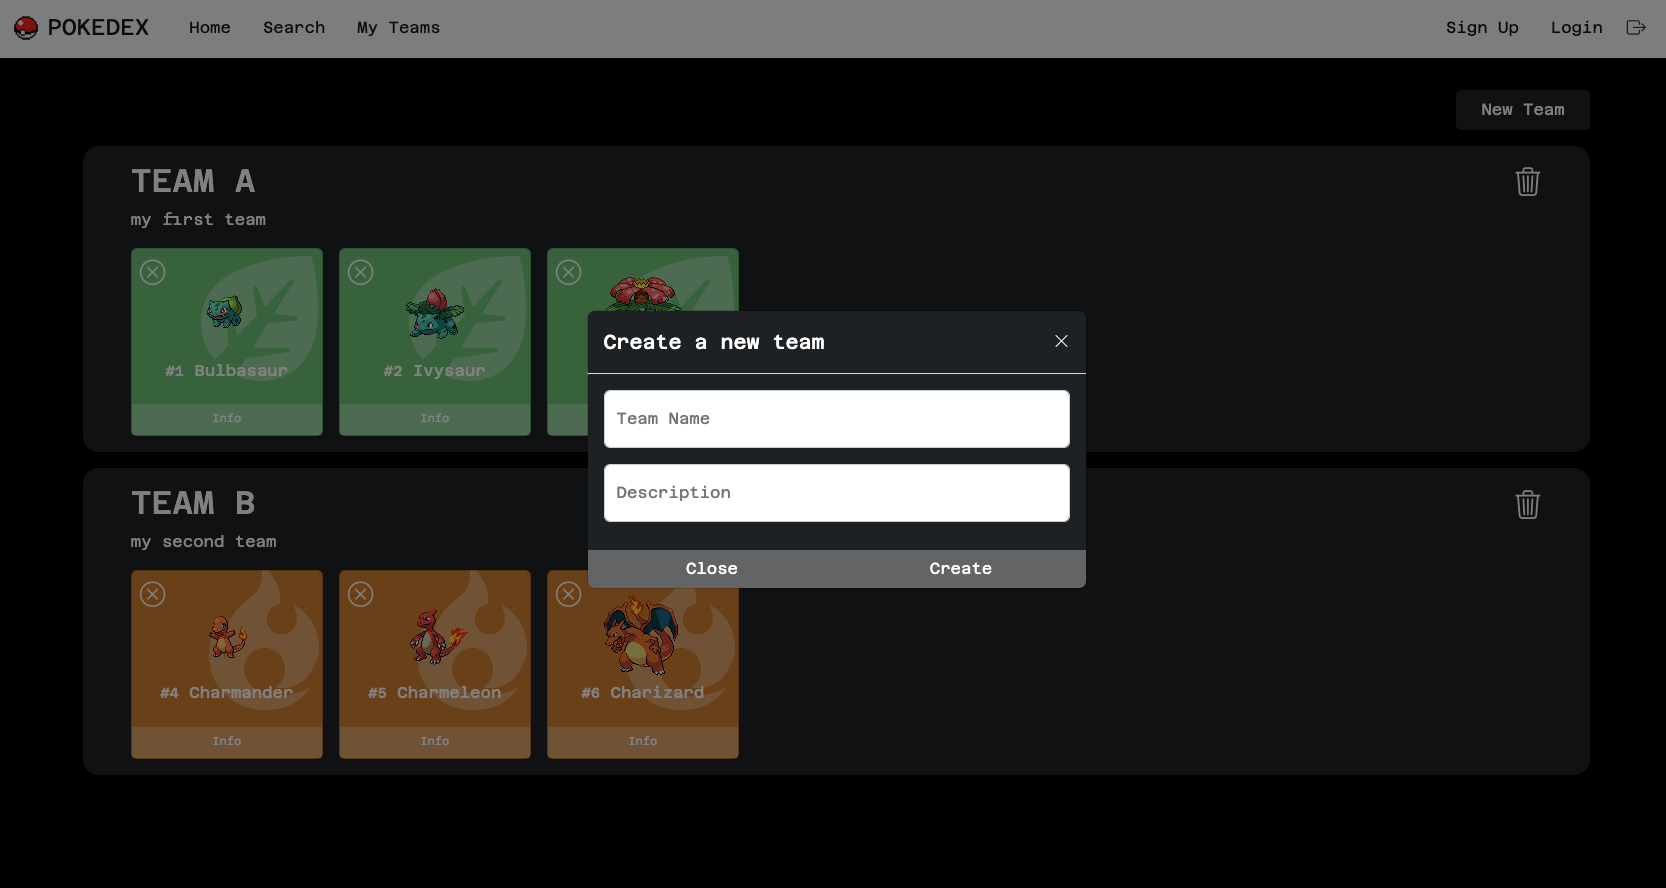 POKEDEX Home Search My Teams Sign Up Login
New Team
TEAM A
my first team
#1 Bulbasaur
#2 Ivysaur
Info
Info
Create a new team
Team Name
Description
Close
Create
TEAM B
my second team
#4 Charmander
#5 Charmeleon
#6 Charizard
Info
Info
Info